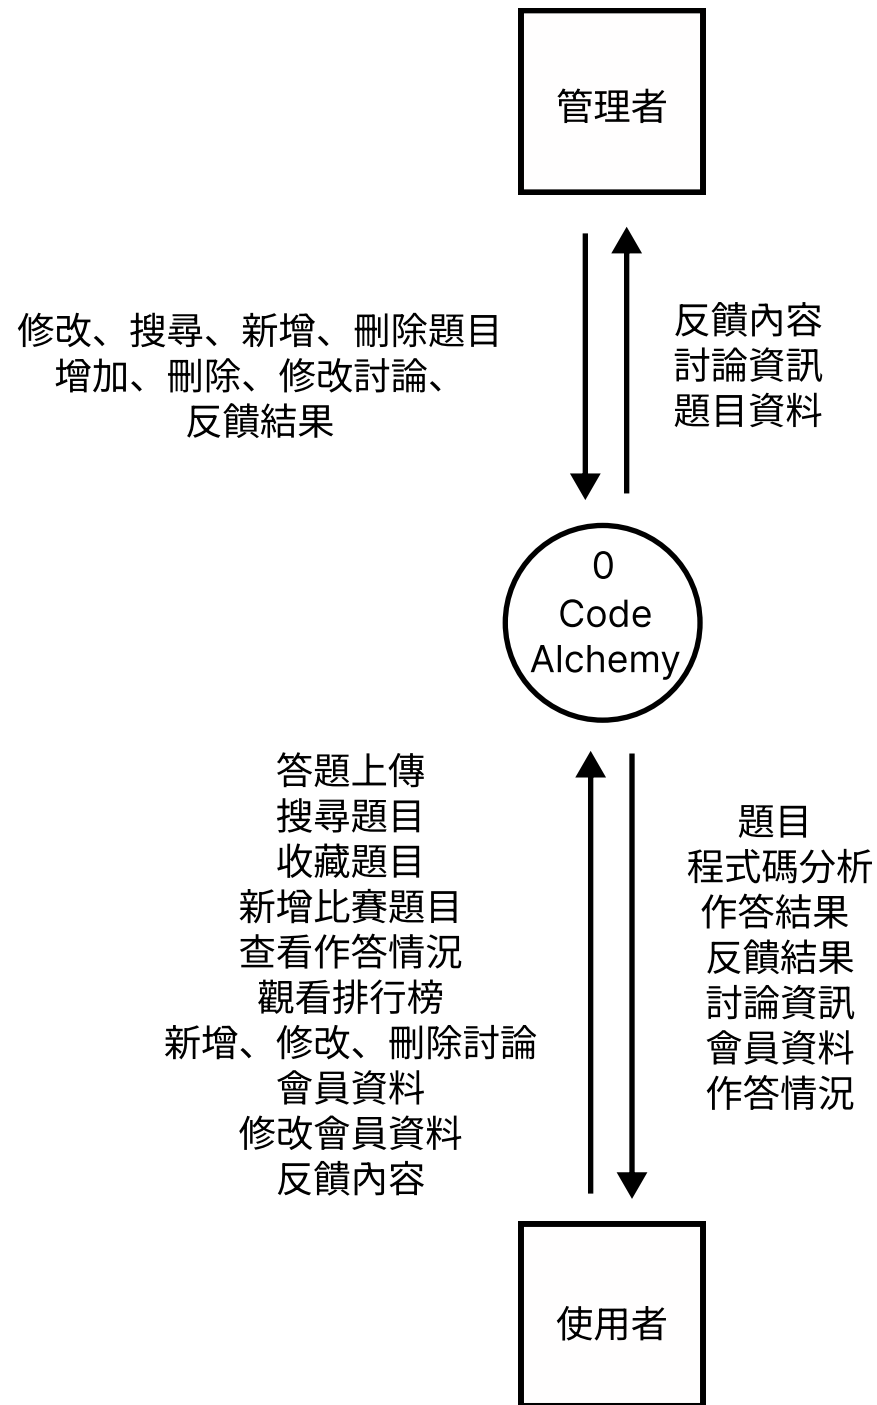 管理者
修改、搜尋、新增、刪除題目
增加、刪除、修改討論、
反饋結果
反饋內容
討論資訊
題目資料
0
Code
Alchemy
答題上傳
搜尋題目
收藏題目
新增比賽題目
查看作答情況
觀看排行榜
新增、修改、刪除討論
會員資料
修改會員資料
反饋內容
題目
程式碼分析
作答結果
反饋結果
討論資訊
會員資料
作答情況
使用者